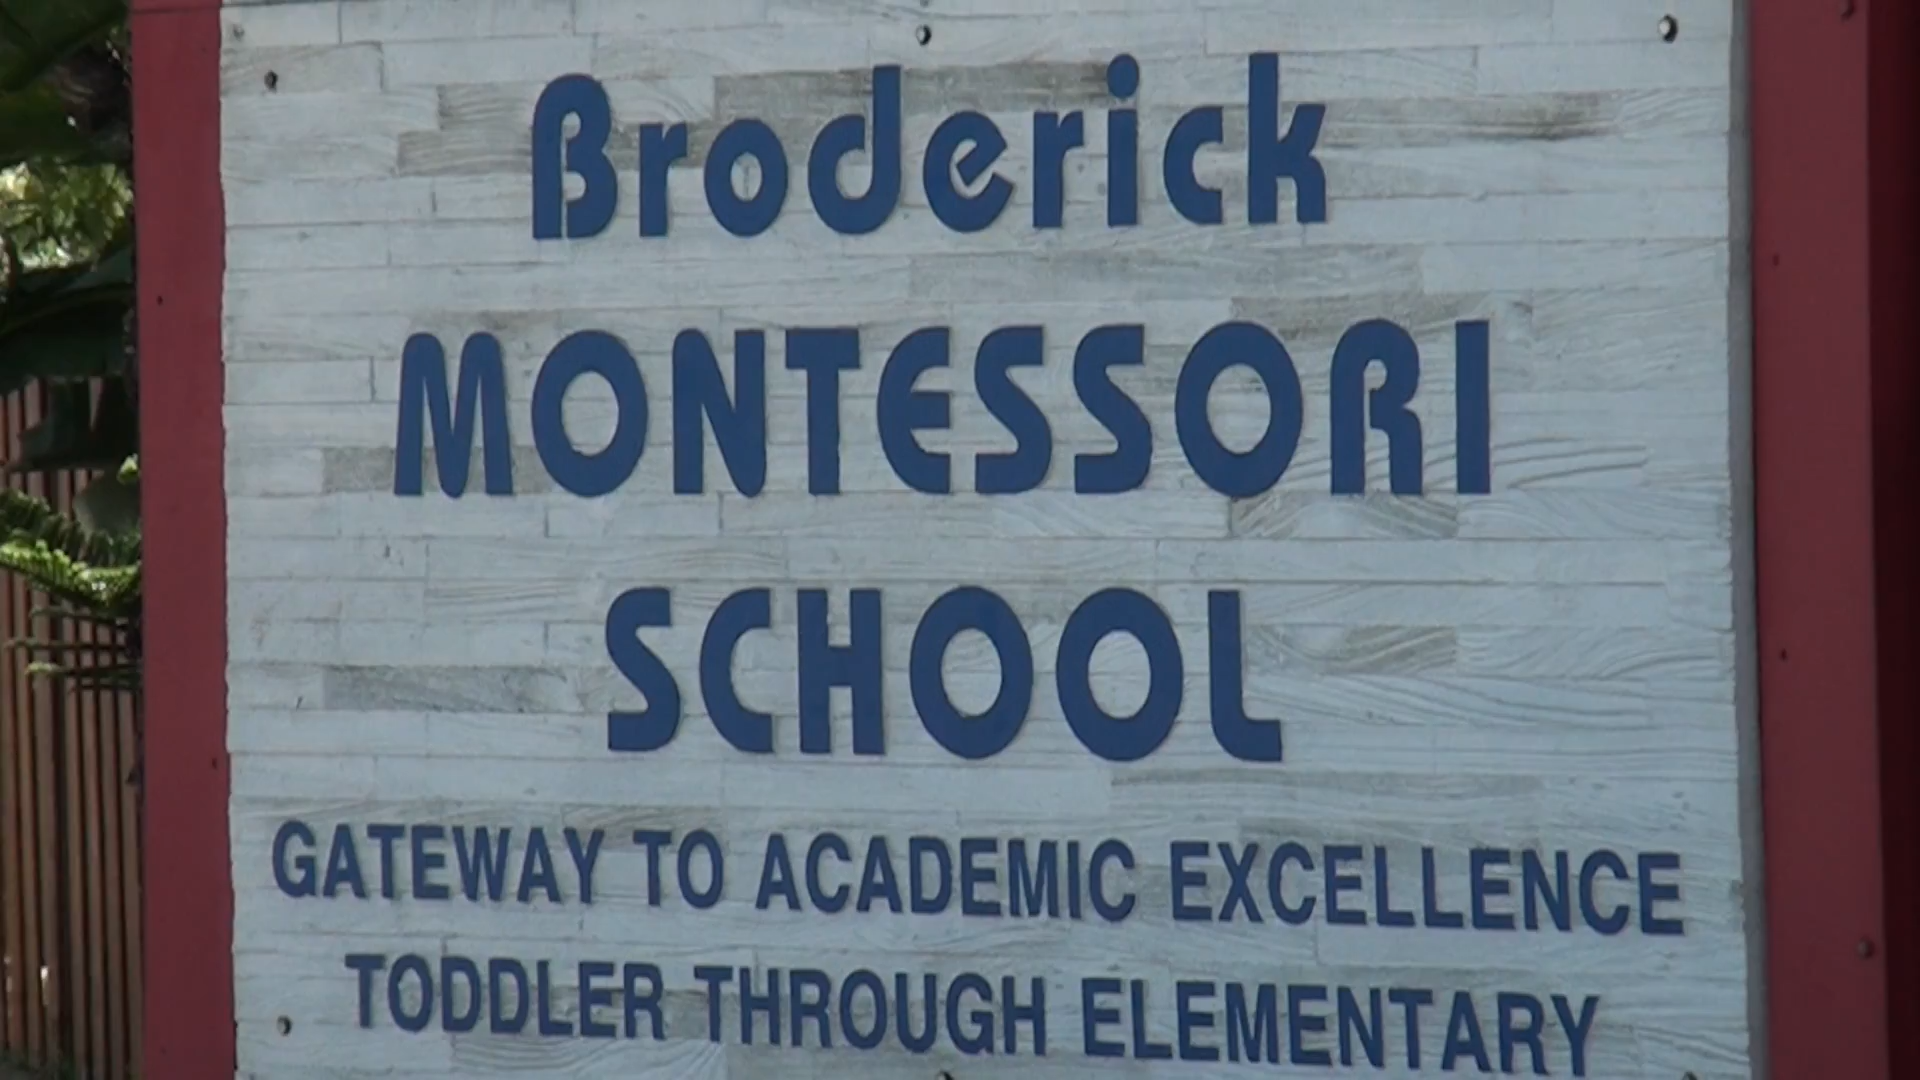 Broderick
MONTESSORI
SCHOOL
GATEWAY TO ACADEMIC EXCELLENCE
TODDLER THROUGH ELEMENTARY